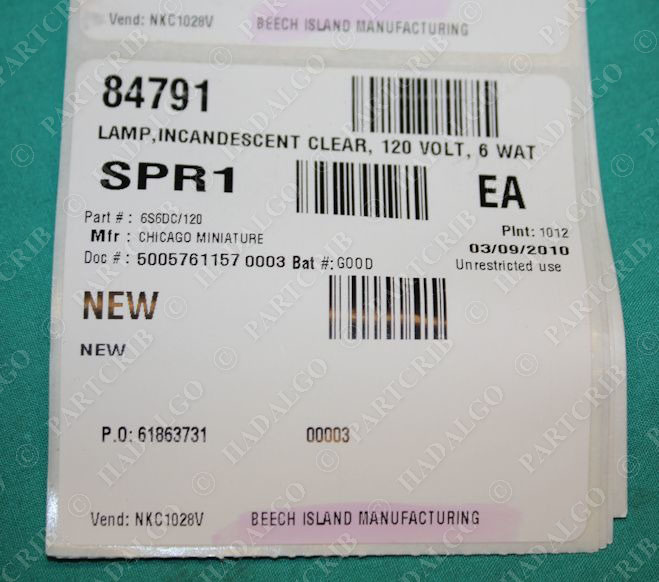 Vend: NKC1028V BEECH ISLAND MANUFACTURING
84791
LAMP,INCANDESCENT CLEAR, 120 VOLT, 6 WAT
SPR1 EA
Part # : 6S6DC/120 Plnt: 1012
Mfr : CHICAGO MINIATURE 03/09/2010
Doc # : 5005761157 0003 Bat #: GOOD Unrestricted use
NEW
NEW
P.O: 61863731 00003
Vend: NKC1028V BEECH ISLAND MANUFACTURING
© PARTCRIB © HADALGO